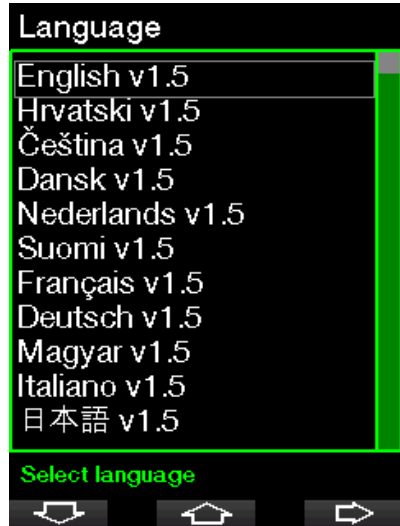 Language
English v1.5
Hrvatski v1.5
Čeština v1.5
Dansk v1.5
Nederlands v1.5
Suomi v1.5
Français v1.5
Deutsch v1.5
Magyar v1.5
Italiano v1.5
日本語 v1.5
Select language